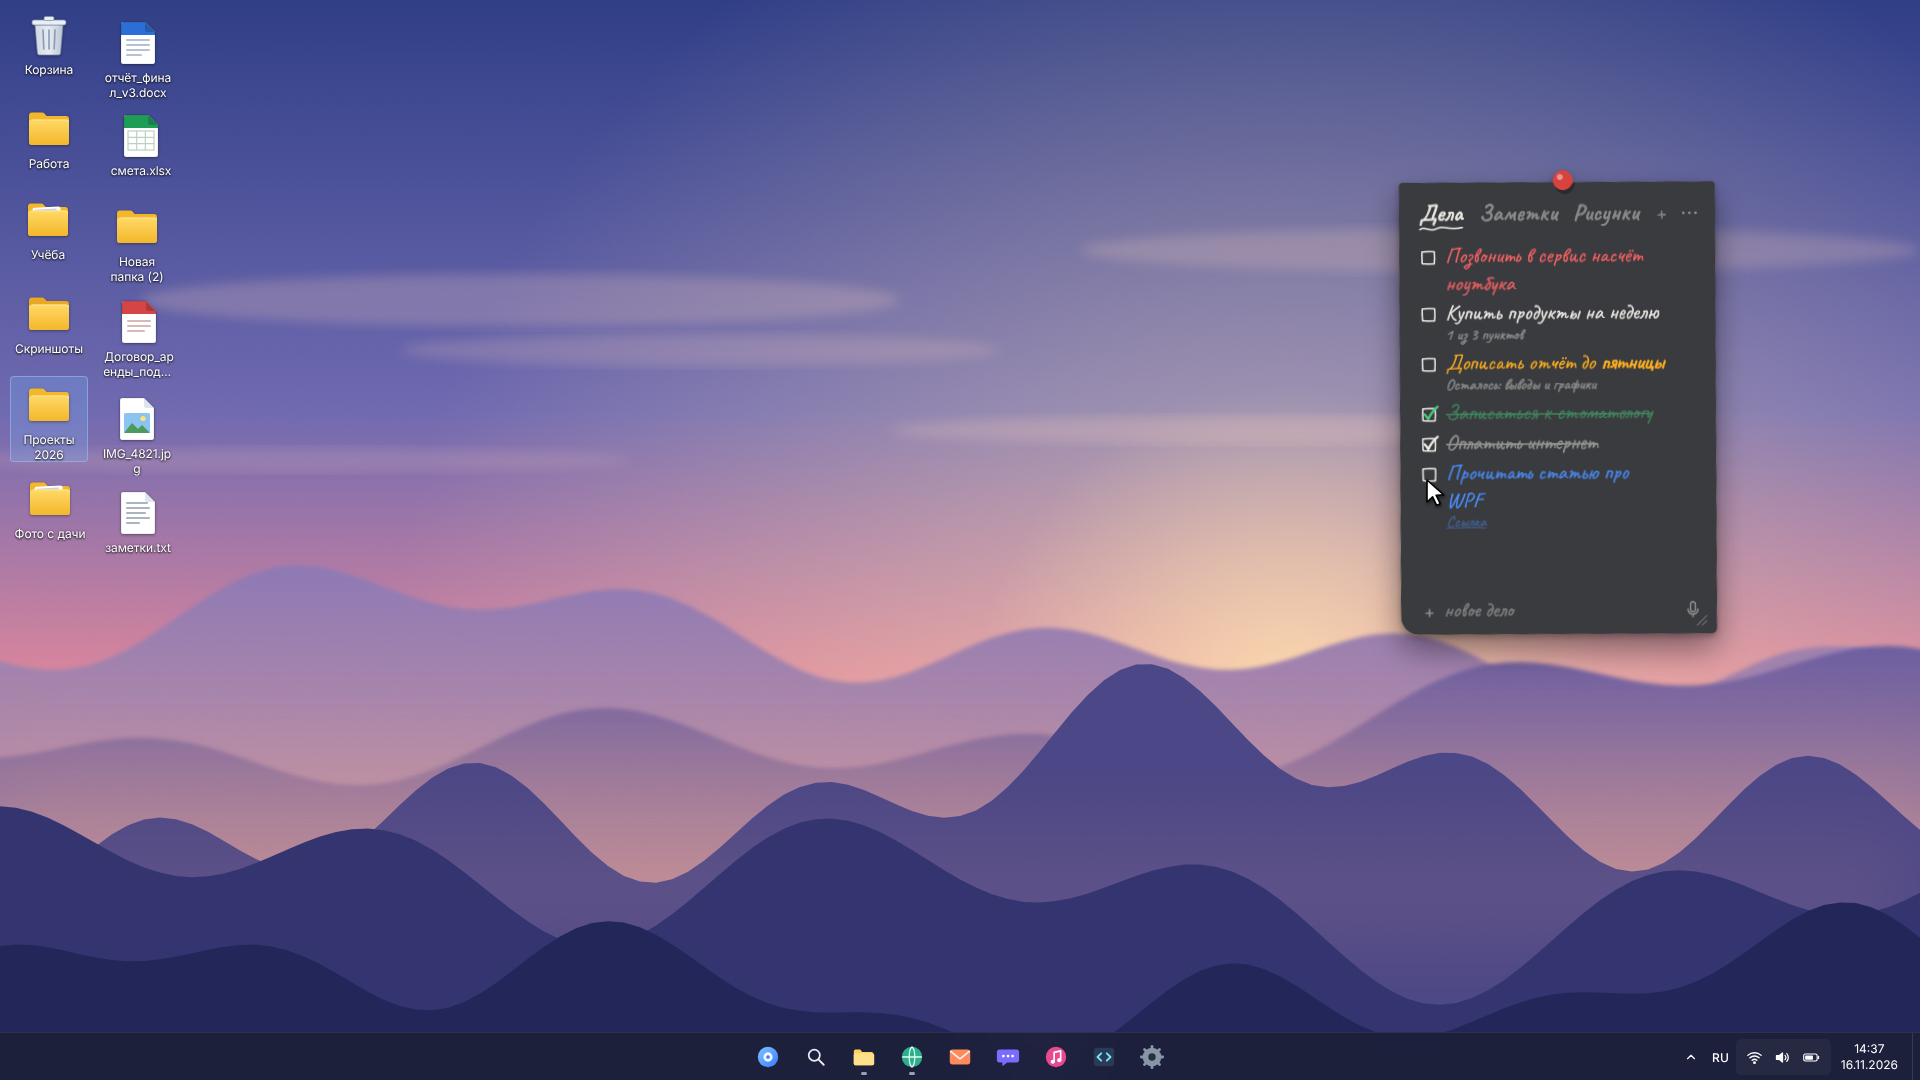 Корзина
отчёт_фина
л_v3.docx
Работа
смета.xlsx
Учёба
Новая
папка (2)
Скриншоты
Договор_ар
енды_под...
Проекты
2026
IMG_4821.jp
g
Фото с дачи
заметки.txt
Дела Заметки Рисунки + ...
Позвонить в сервис насчёт
ноутбука
Купить продукты на неделю
1 из 3 пунктов
Дописать отчёт до пятницы
Осталось: выводы и графики
Записаться к стоматологу
Оплатить интернет
Прочитать статью про
WPF
Ссылка
+ новое дело
RU
14:37
16.11.2026